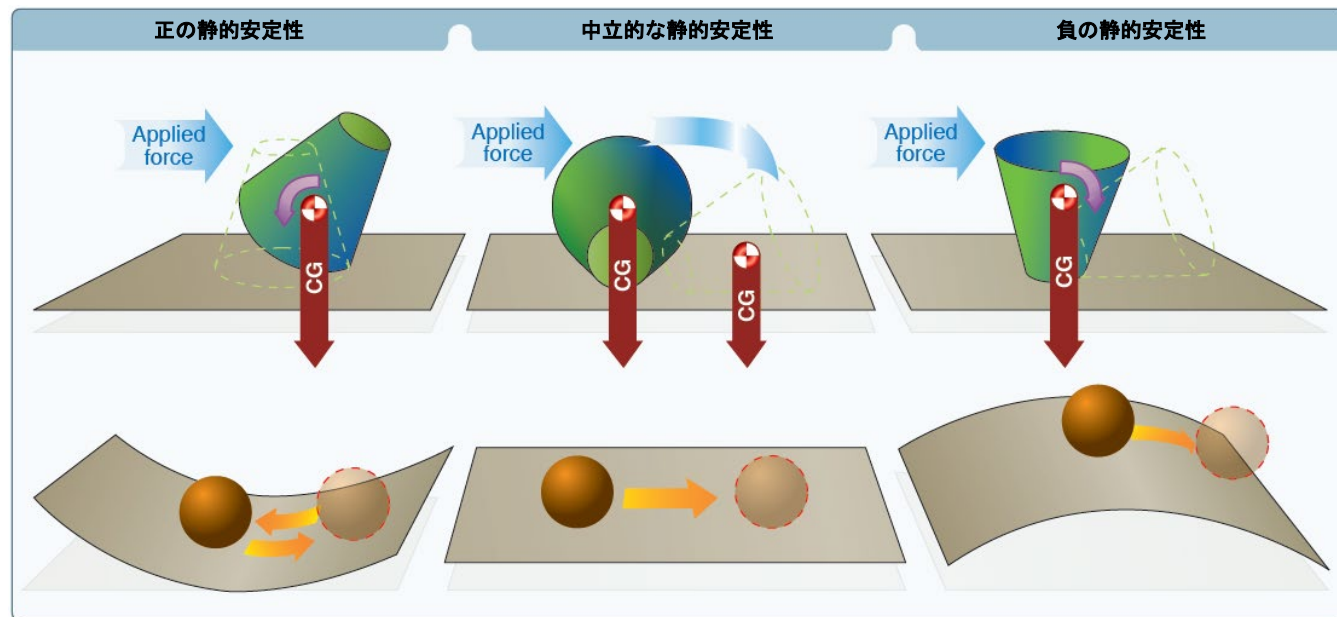 正の静的安定性
中立的な静的安定性
負の静的安定性
Applied
force
CG
Applied
force
CG
CG
Applied
force
CG